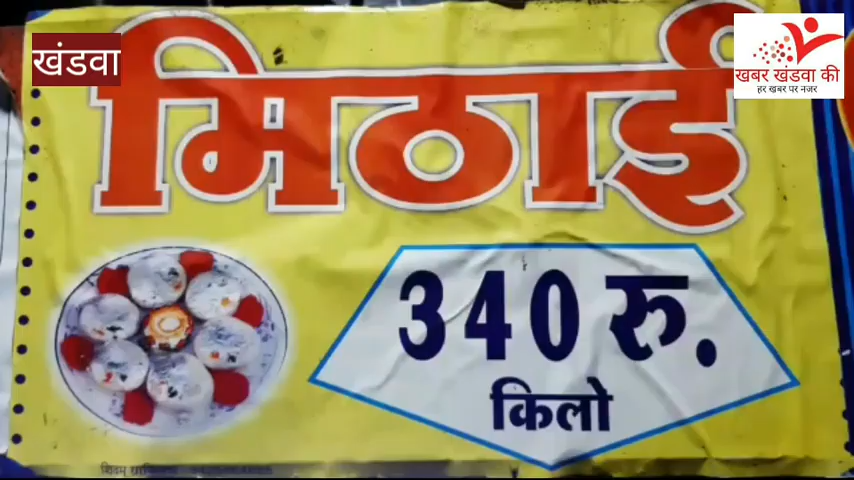 खंडवा
खबर खंडवा की
हर खबर पर नजर
मिठाई
340 रु.
किलो